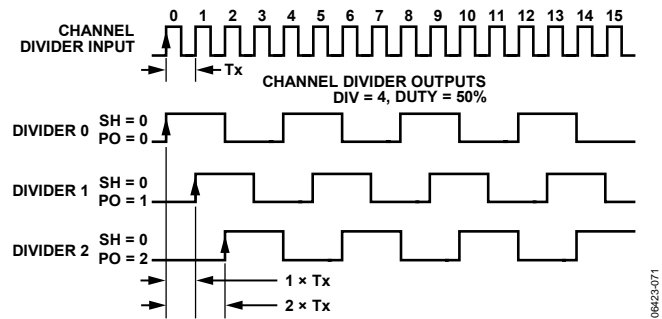 0 1 2 3 4 5 6 7 8 9 10 11 12 13 14 15
CHANNEL
DIVIDER INPUT
Tx
CHANNEL DIVIDER OUTPUTS
DIV = 4, DUTY = 50%
DIVIDER 0
SH = 0
PO = 0
DIVIDER 1
SH = 0
PO = 1
DIVIDER 2
SH = 0
PO = 2
1 × Tx
2 × Tx
06423-071